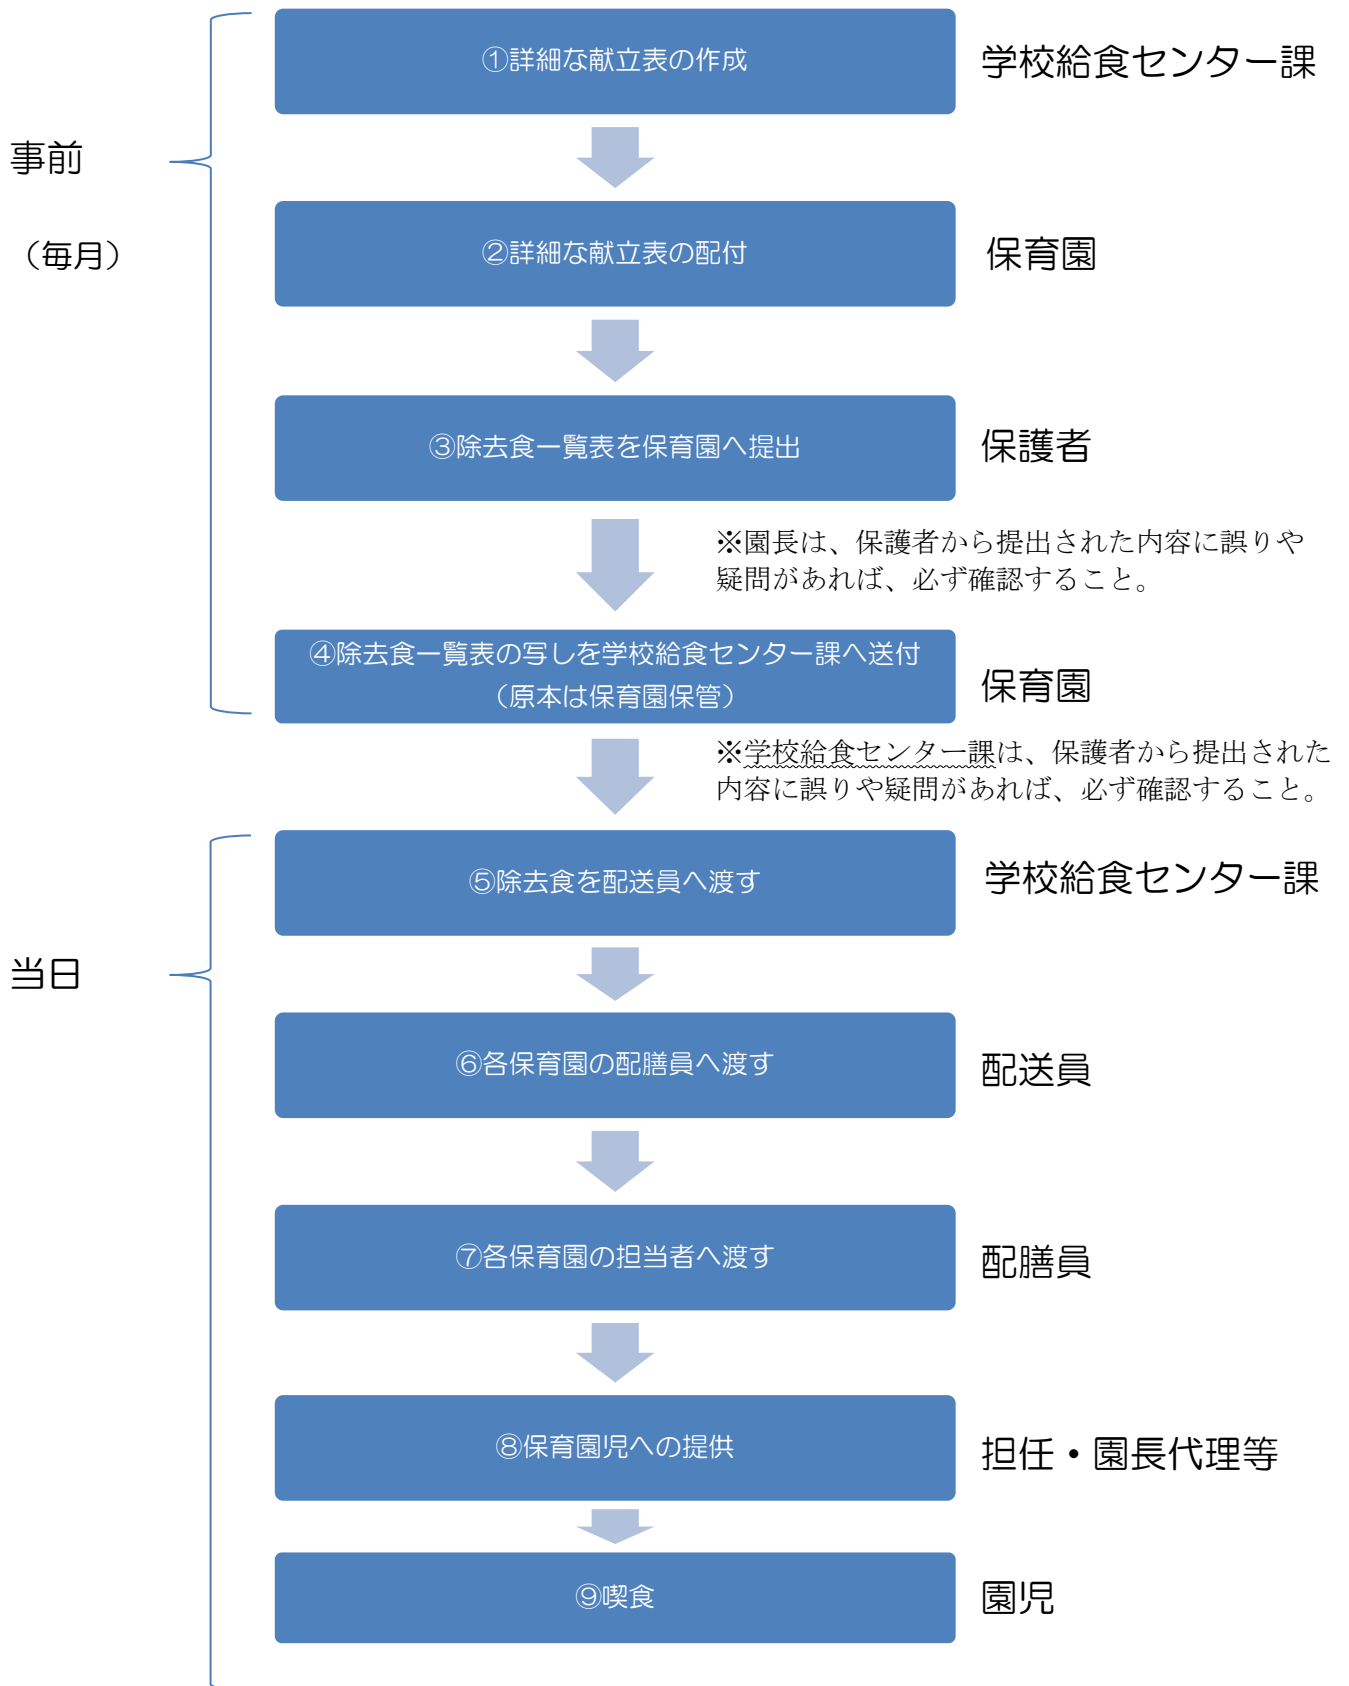 ①詳細な献立表の作成
学校給食センター課
事前
（毎月）
②詳細な献立表の配付
保育園
③除去食一覧表を保育園へ提出
保護者
※園長は、保護者から提出された内容に誤りや
疑問があれば、必ず確認すること。
④除去食一覧表の写しを学校給食センター課へ送付
（原本は保育園保管）
保育園
※学校給食センター課は、保護者から提出された
内容に誤りや疑問があれば、必ず確認すること。
⑤除去食を配送員へ渡す
学校給食センター課
当日
⑥各保育園の配膳員へ渡す
配送員
⑦各保育園の担当者へ渡す
配膳員
⑧保育園児への提供
担任・園長代理等
⑨喫食
園児